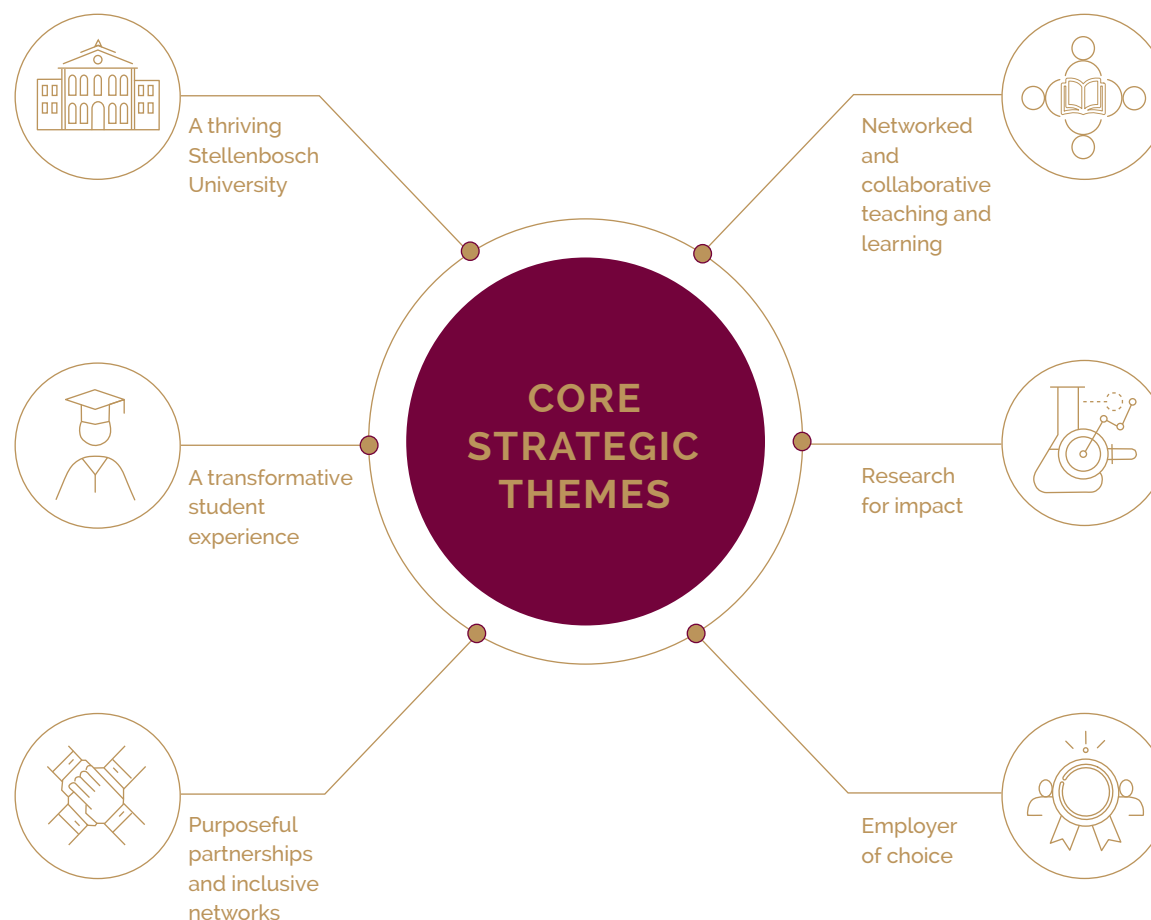 A thriving
Stellenbosch
University
Networked
and
collaborative
teaching and
learning
CORE
STRATEGIC
THEMES
A transformative
student
experience
Research
for impact
Purposeful
partnerships
and inclusive
networks
Employer
of choice